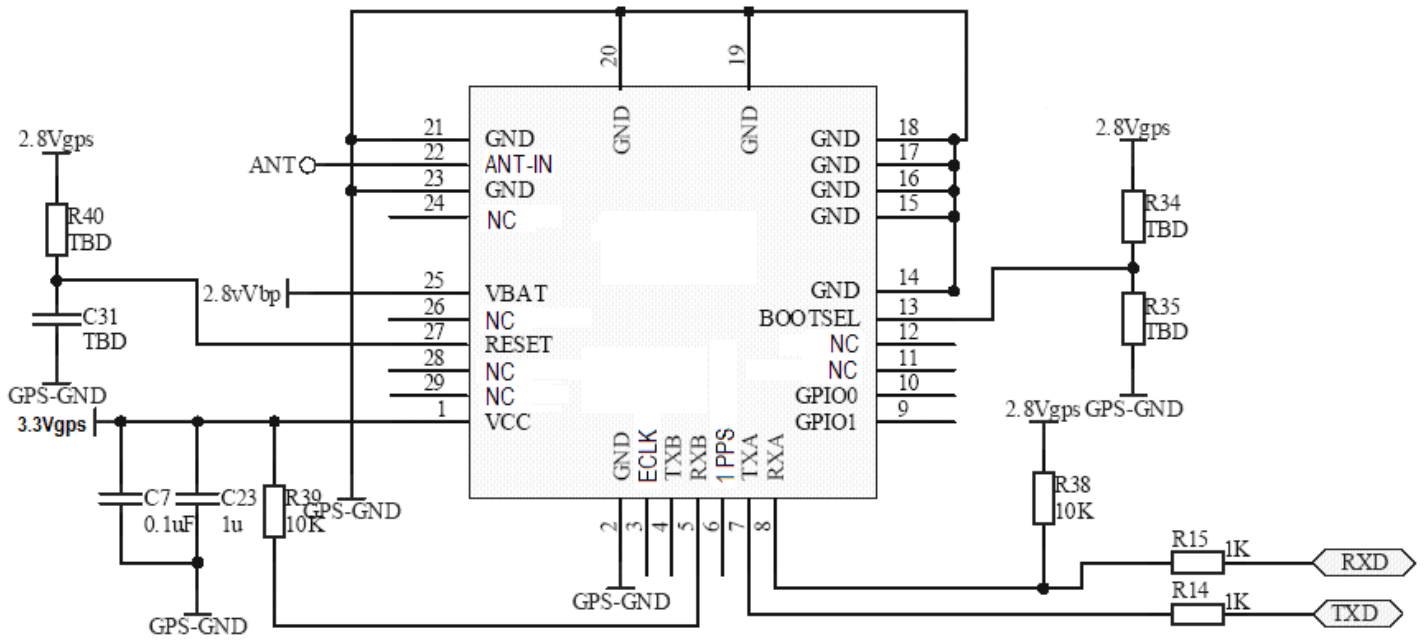 20
19
GND
GND
21
GND
22
ANT-IN
ANT
23
GND
24
NC
25
VBAT
2.8vVbp
26
NC
27
RESET
28
NC
29
NC
1
VCC
3.3Vgps
2.8Vgps
R40
TBD
C31
TBD
GPS-GND
C7
0.1uF
C23
1u
R39
10K
GPS-GND
GPS-GND
18
GND
17
GND
16
GND
15
GND
14
GND
13
BOOTSEL
12
NC
11
NC
10
GPIO0
9
GPIO1
2.8Vgps
R34
TBD
R35
TBD
GPS-GND
2.8Vgps
R38
10K
GND
ECLK
TXB
RXB
1PPS
TXA
RXA
2
3
4
5
6
7
8
GPS-GND
R15
1K
RXD
R14
1K
TXD